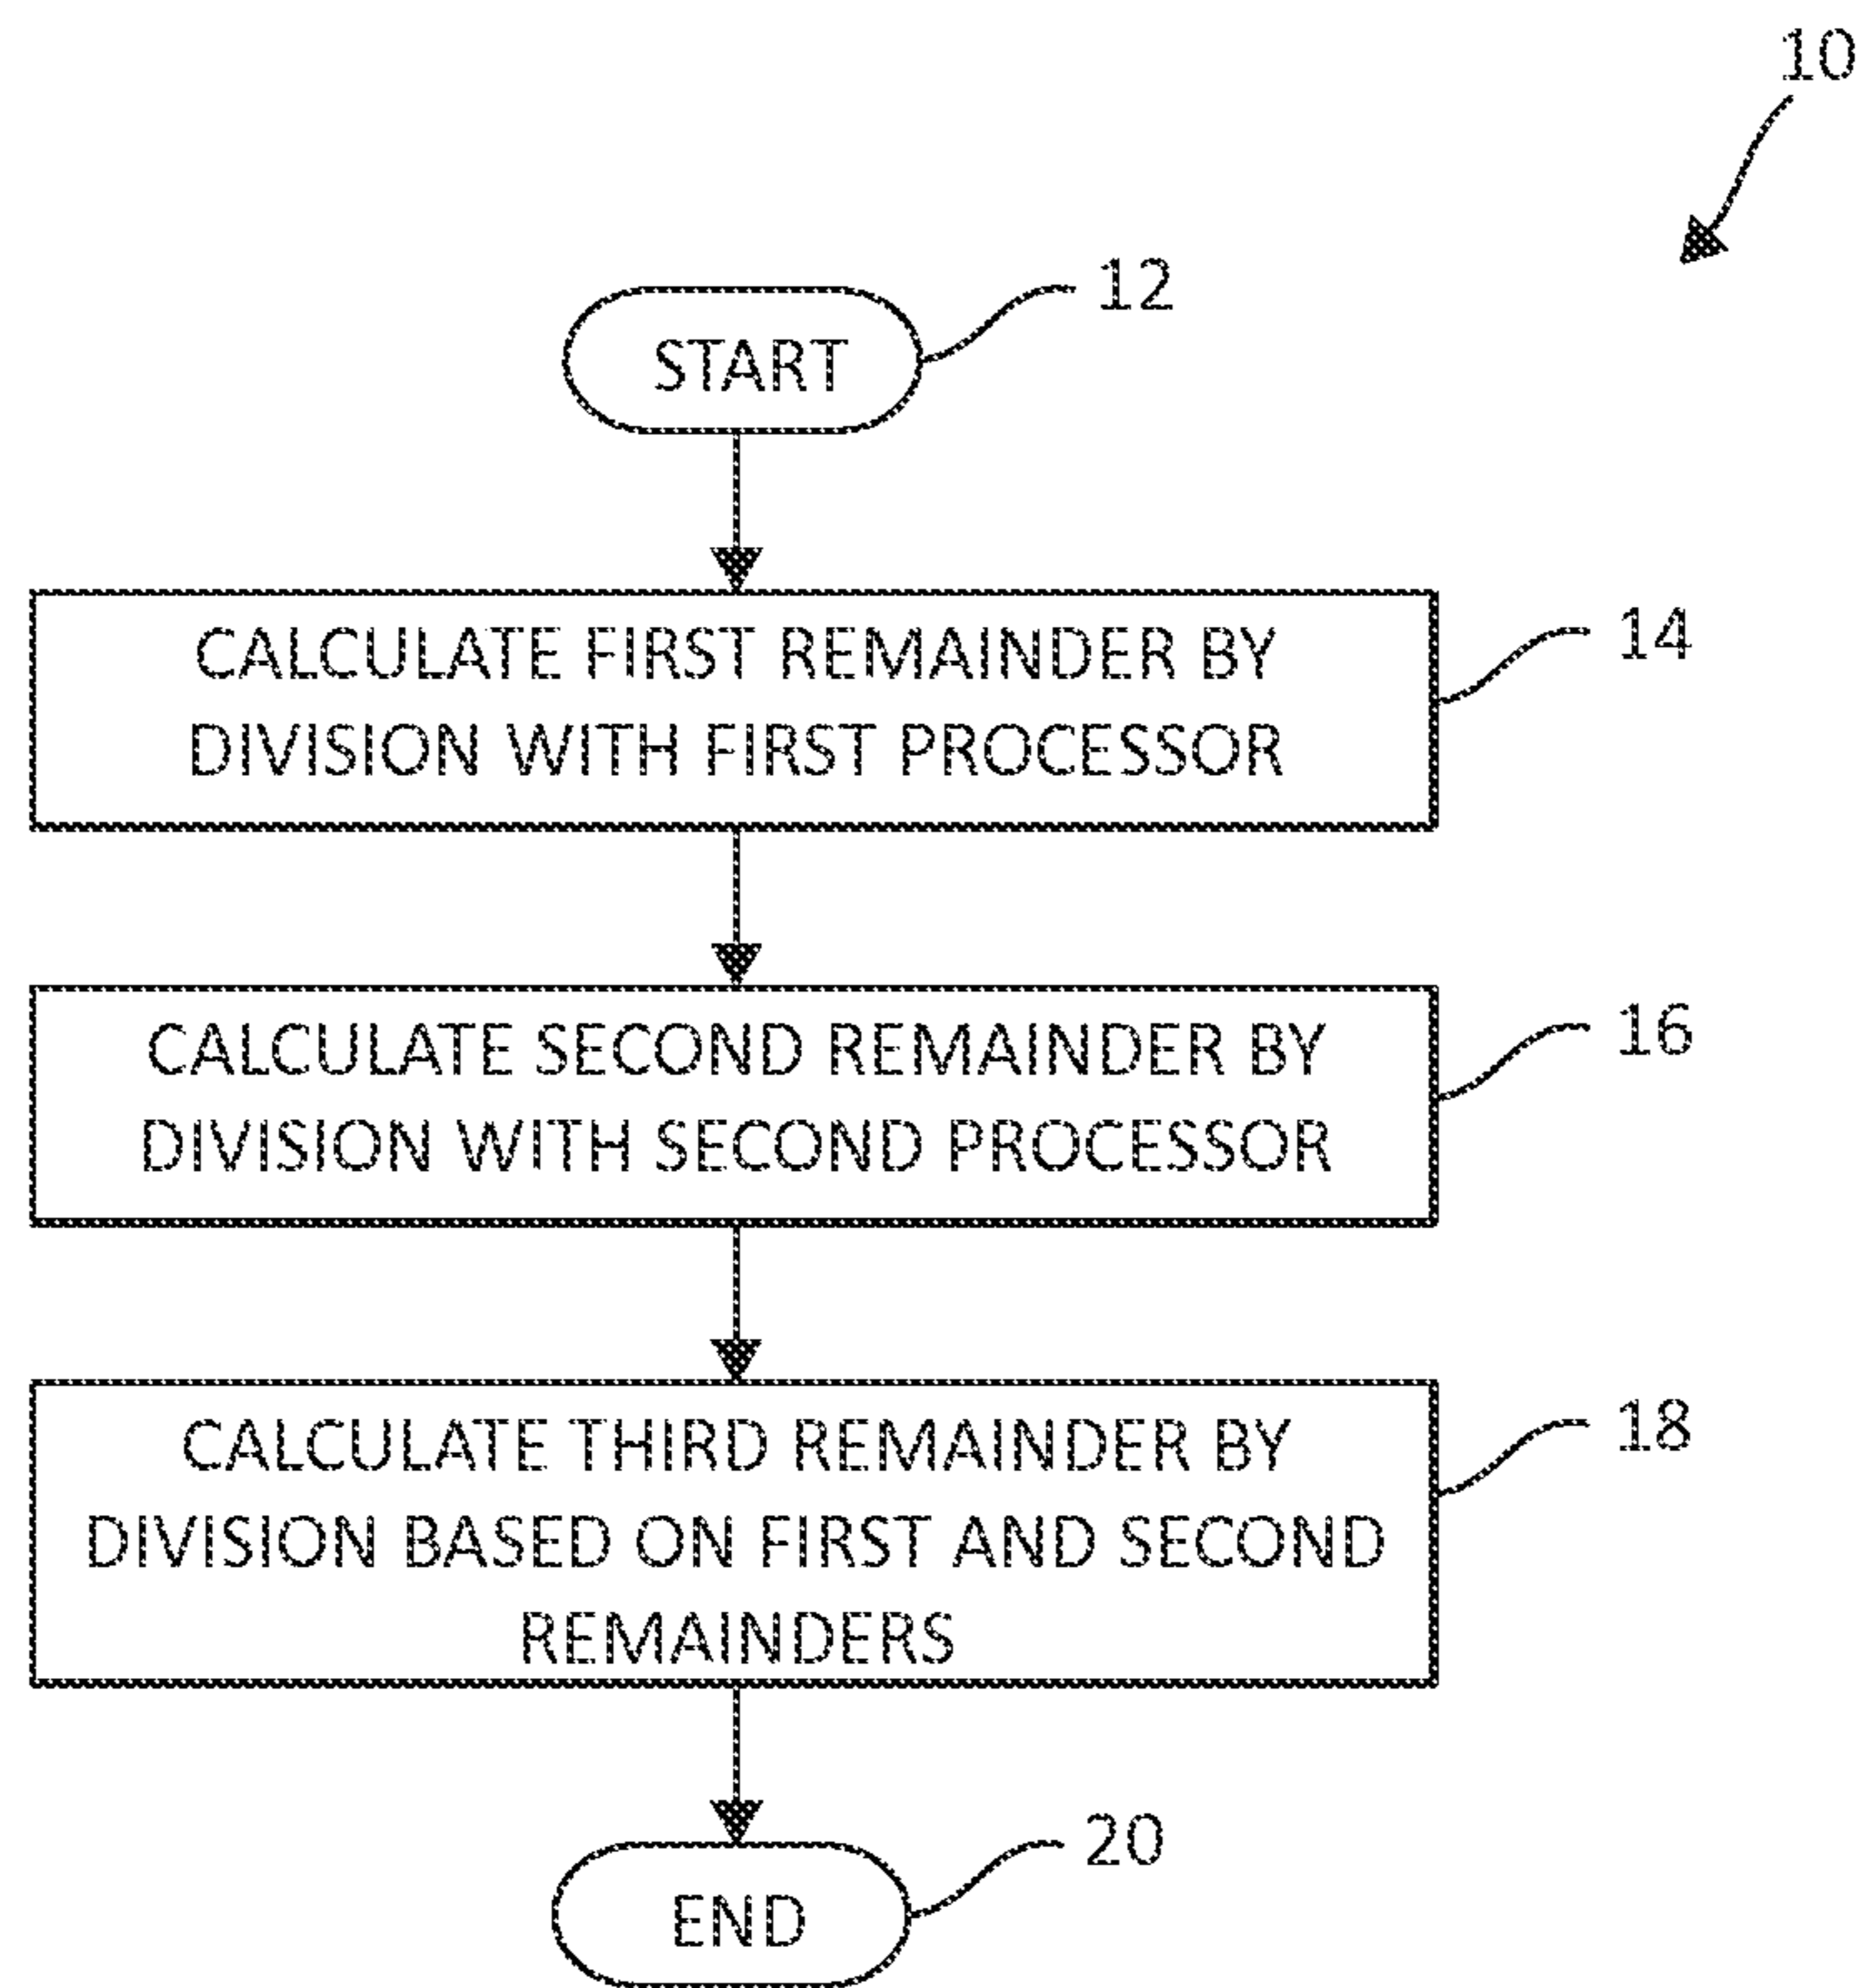 10
12
START
CALCULATE FIRST REMAINDER BY
DIVISION WITH FIRST PROCESSOR
14
CALCULATE SECOND REMAINDER BY
DIVISION WITH SECOND PROCESSOR
16
CALCULATE THIRD REMAINDER BY
DIVISION BASED ON FIRST AND SECOND
REMAINDERS
18
20
END